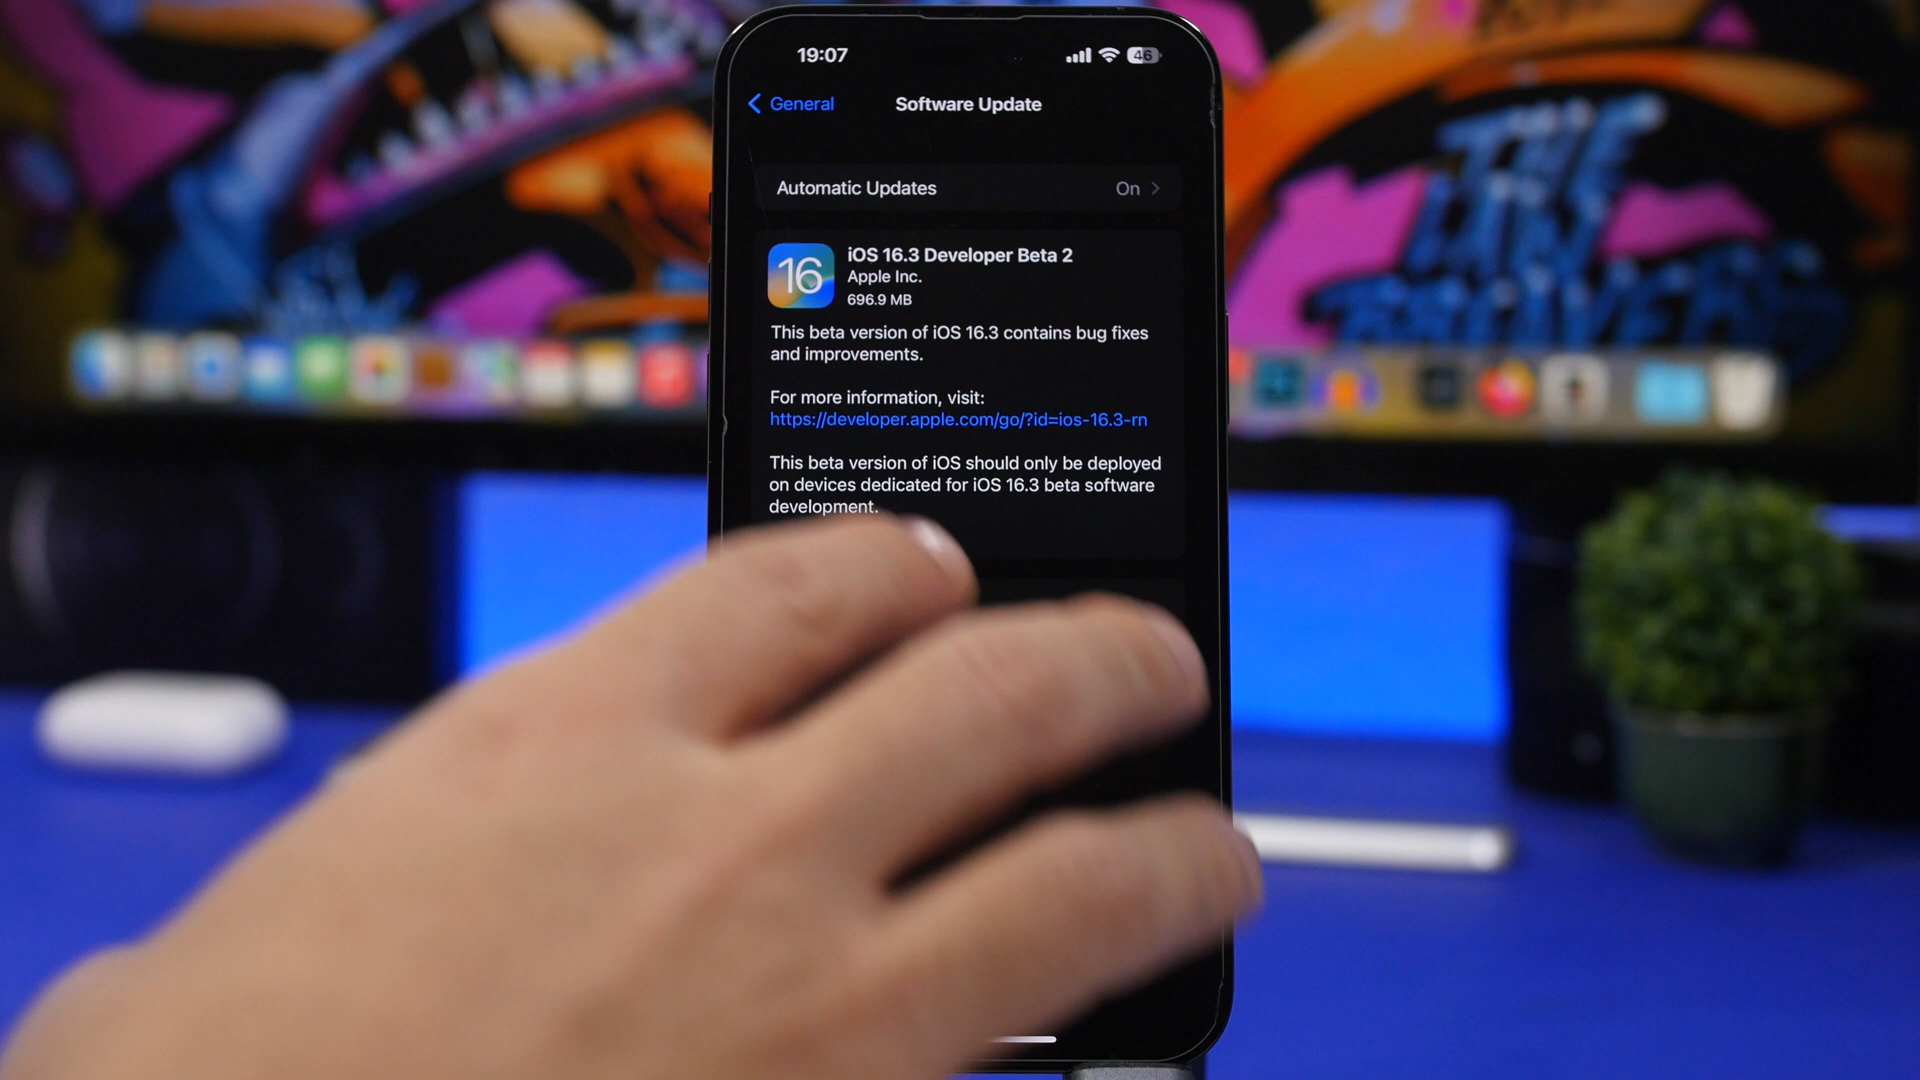 19:07
46
General
Software Update
Automatic Updates
On
16
iOS 16.3 Developer Beta 2
Apple Inc.
696.9 MB
This beta version of iOS 16.3 contains bug fixes
and improvements.
For more information, visit:
https://developer.apple.com/go/?id=ios-16.3-rn
This beta version of iOS should only be deployed
on devices dedicated for iOS 16.3 beta software
development.
THE